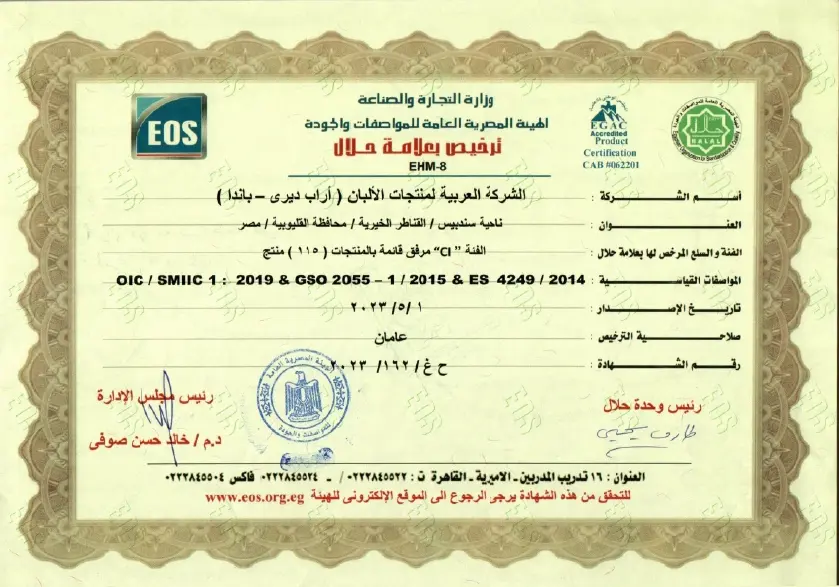 وزارة التجارة والصناعة
الهيئة المصرية العامة للمواصفات والجودة
ترخيص بعلامة حلال
EHM-8
EOS
EGAC
Accredited
Product
Certification
CAB #062201
حلال
HALAL
أسم الشركة : الشركة العربية لمنتجات الألبان ( أراب ديرى – باندا )
العنوان : ناحية سندبيس / القناطر الخيرية / محافظة القليوبية / مصر
الفئة و السلع المرخص لها بعلامة حلال : الفئة "CI" مرفق قائمة بالمنتجات ( ١١٥ ) منتج
المواصفات القياسية : OIC / SMIIC 1 : 2019 & GSO 2055 – 1 / 2015 & ES 4249 / 2014
تاريخ الإصدار : ٢٠٢٣/٥/١
صلاحية الترخيص : عامان
رقم الشهادة : ح غ / ١٦٢ / ٢٠٢٣
رئيس وحدة حلال
طارق يحيى
رئيس مجلس الإدارة
د.م / خالد حسن صوفى
العنوان : ١٦ تدريب المدربين ـ الاميرية ـ القاهرة ت : ٠٢٢٢٨٤٥٥٢٢ / ـ ٠٢٢٢٨٤٥٥٢٤ فاكس ٠٢٢٢٨٤٥٥٠٤
للتحقق من هذه الشهادة يرجى الرجوع الى الموقع الإلكترونى للهيئة www.eos.org.eg